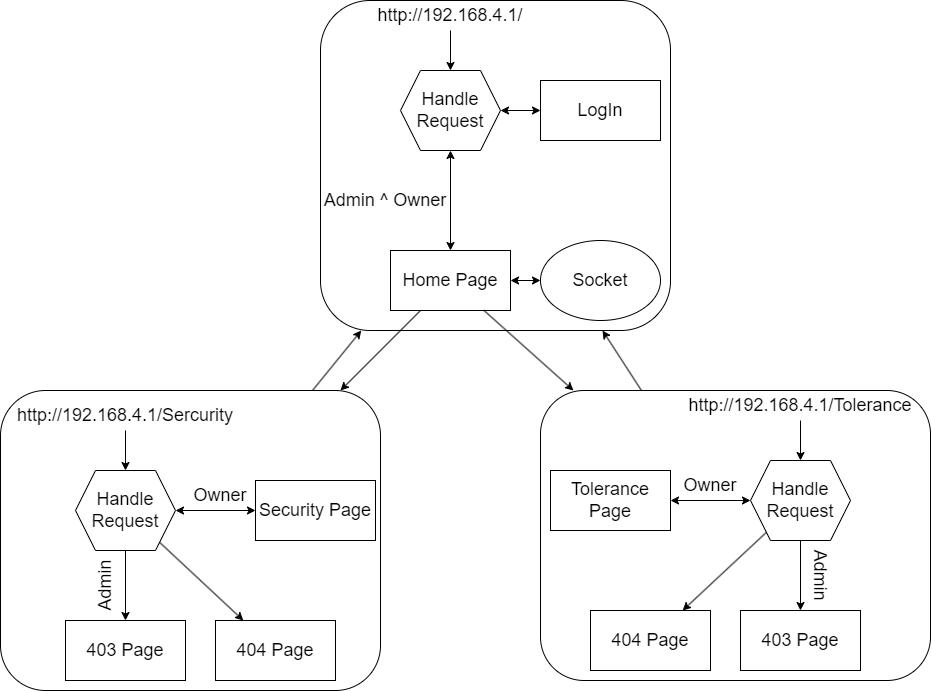 http://192.168.4.1/
Handle
Request
LogIn
Admin ^ Owner
Home Page
Socket
http://192.168.4.1/Sercurity
Handle
Request
Owner
Security Page
Admin
403 Page
404 Page
http://192.168.4.1/Tolerance
Tolerance
Page
Owner
Handle
Request
Admin
404 Page
403 Page